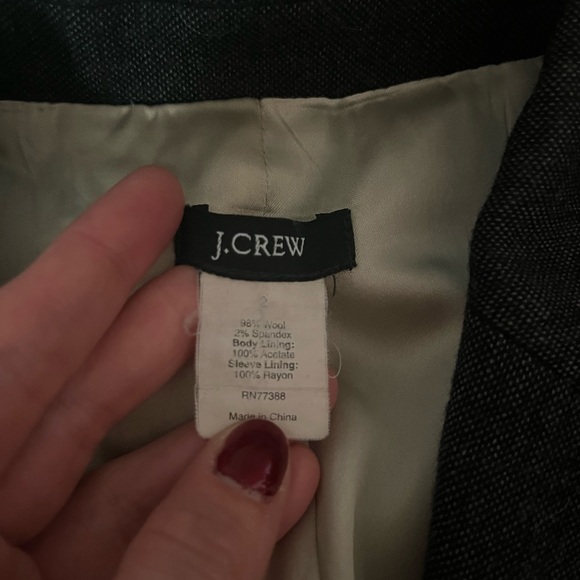 J.CREW
2
98% Wool
2% Spandex
Body Lining:
100% Acetate
Sleeve Lining:
100% Rayon
RN77388
Made in China